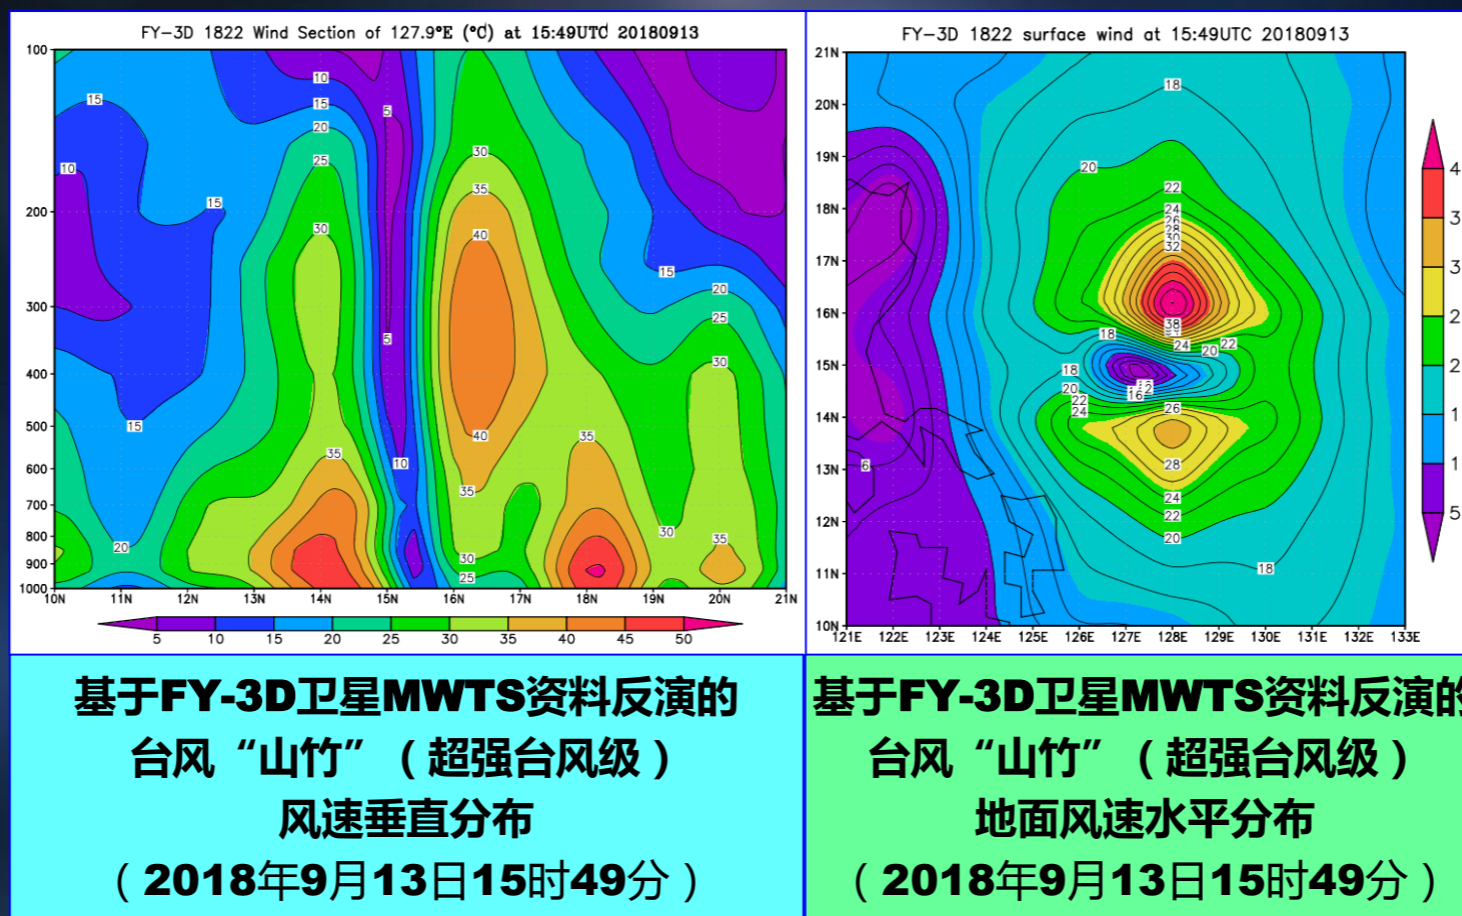 FY-3D 1822 Wind Section of 127.9°E (°C) at 15:49UTC 20180913
100
200
300
400
500
600
700
800
900
1000
10N 11N 12N 13N 14N 15N 16N 17N 18N 19N 20N 21N
5 10 15 20 25 30 35 40 45 50
FY-3D 1822 surface wind at 15:49UTC 20180913
21N
20N
19N
18N
17N
16N
15N
14N
13N
12N
11N
10N
121E 122E 123E 124E 125E 126E 127E 128E 129E 130E 131E 132E 133E
基于FY-3D卫星MWTS资料反演的
台风“山竹”（超强台风级）
风速垂直分布
（2018年9月13日15时49分）
基于FY-3D卫星MWTS资料反演的
台风“山竹”（超强台风级）
地面风速水平分布
（2018年9月13日15时49分）